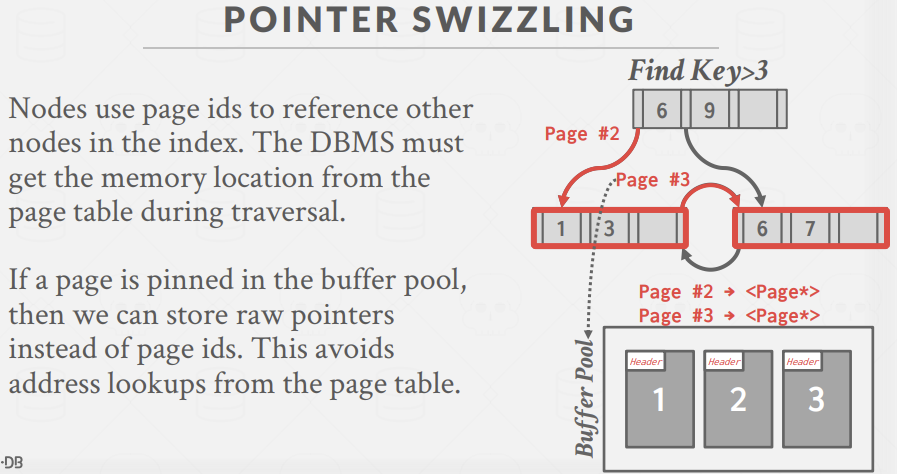 POINTER SWIZZLING
Nodes use page ids to reference other
nodes in the index. The DBMS must
get the memory location from the
page table during traversal.
If a page is pinned in the buffer pool,
then we can store raw pointers
instead of page ids. This avoids
address lookups from the page table.
Find Key>3
6 9
Page #2
Page #3
1 3
6 7
Page #2 → <Page*>
Page #3 → <Page*>
Buffer Pool
Header Header Header
1 2 3
·DB